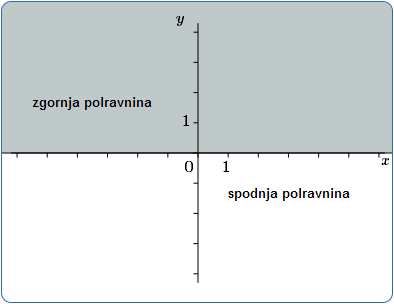 y
zgornja polravnina
1
0 1 x
spodnja polravnina